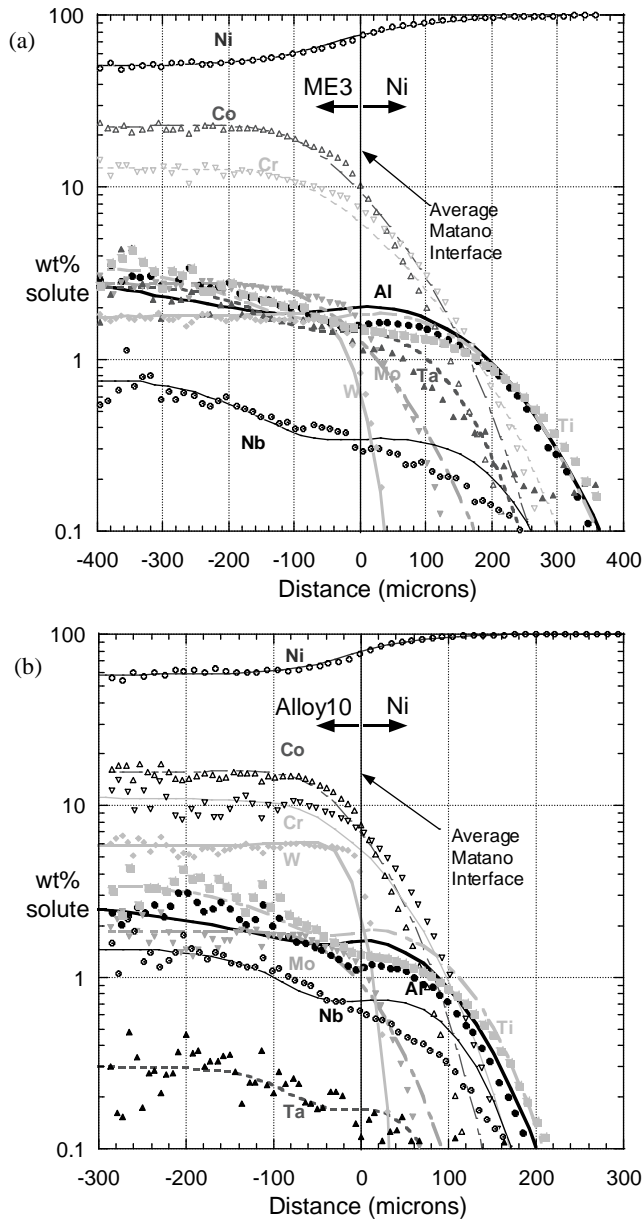 (a)
100
10
1
0.1
wt%
solute
Ni
ME3 Ni
Co
Cr
Average
Matano
Interface
Al
W
Mo
Ta
Nb
Ti
-400 -300 -200 -100 0 100 200 300 400
Distance (microns)
(b)
100
10
1
0.1
wt%
solute
Ni
Alloy10 Ni
Co
Cr
W
Average
Matano
Interface
Mo
Al
Nb
Ti
Ta
-300 -200 -100 0 100 200 300
Distance (microns)